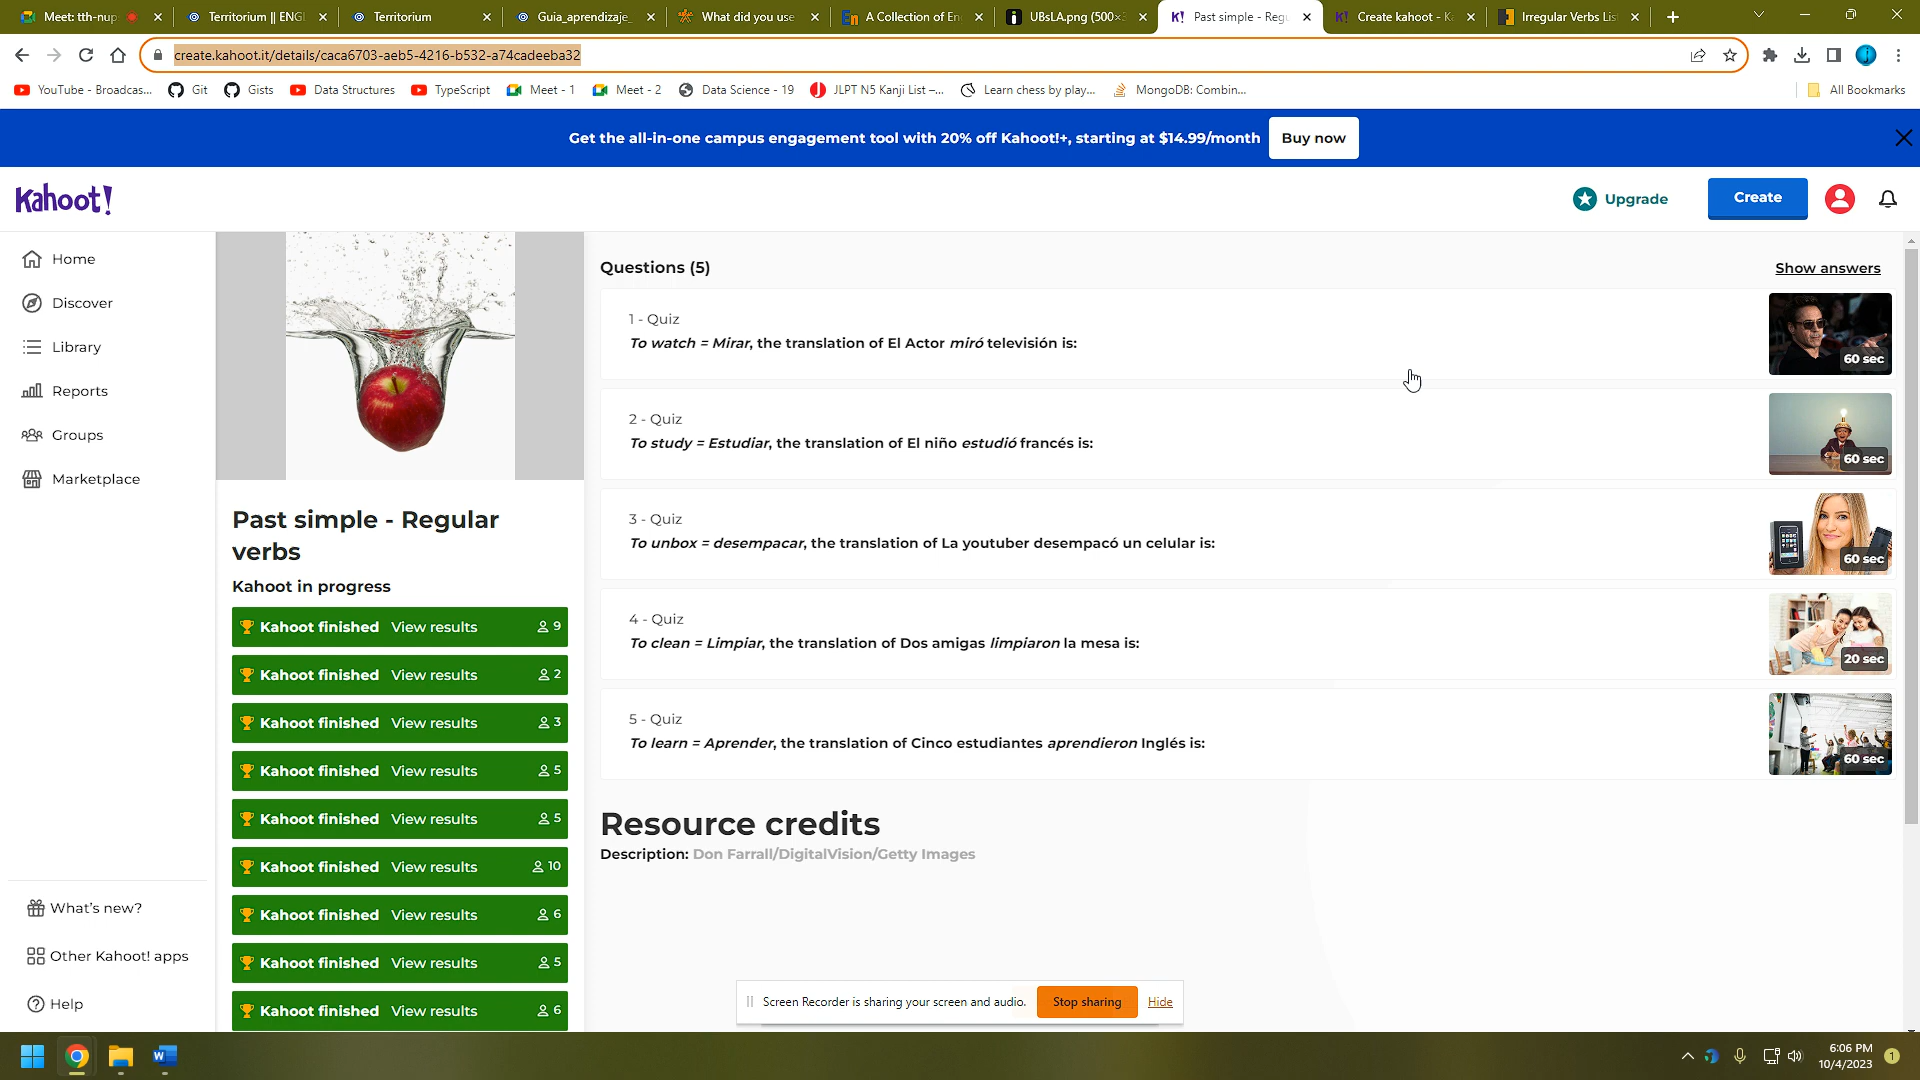 Meet: tth-nup
Territorium || ENGL
Territorium
Guia_aprendizaje_
What did you use
A Collection of En
UBsLA.png (500×
Past simple - Regu
Create kahoot - K
Irregular Verbs Lis
create.kahoot.it/details/caca6703-aeb5-4216-b532-a74cadeeba32
YouTube - Broadcas...
Git
Gists
Data Structures
TypeScript
Meet - 1
Meet - 2
Data Science - 19
JLPT N5 Kanji List –...
Learn chess by play...
MongoDB: Combin...
All Bookmarks
Get the all-in-one campus engagement tool with 20% off Kahoot!+, starting at $14.99/month
Buy now
Kahoot!
Upgrade
Create
Home
Discover
Library
Reports
Groups
Marketplace
What's new?
Other Kahoot! apps
Help
Past simple - Regular
verbs
Kahoot in progress
Kahoot finished View results 9
Kahoot finished View results 2
Kahoot finished View results 3
Kahoot finished View results 5
Kahoot finished View results 5
Kahoot finished View results 10
Kahoot finished View results 6
Kahoot finished View results 5
Kahoot finished View results 6
Questions (5)
Show answers
1 - Quiz
To watch = Mirar, the translation of El Actor miró televisión is:
60 sec
2 - Quiz
To study = Estudiar, the translation of El niño estudió francés is:
60 sec
3 - Quiz
To unbox = desempacar, the translation of La youtuber desempacó un celular is:
60 sec
4 - Quiz
To clean = Limpiar, the translation of Dos amigas limpiaron la mesa is:
20 sec
5 - Quiz
To learn = Aprender, the translation of Cinco estudiantes aprendieron Inglés is:
60 sec
Resource credits
Description: Don Farrall/DigitalVision/Getty Images
Screen Recorder is sharing your screen and audio.
Stop sharing
Hide
6:06 PM
10/4/2023
1